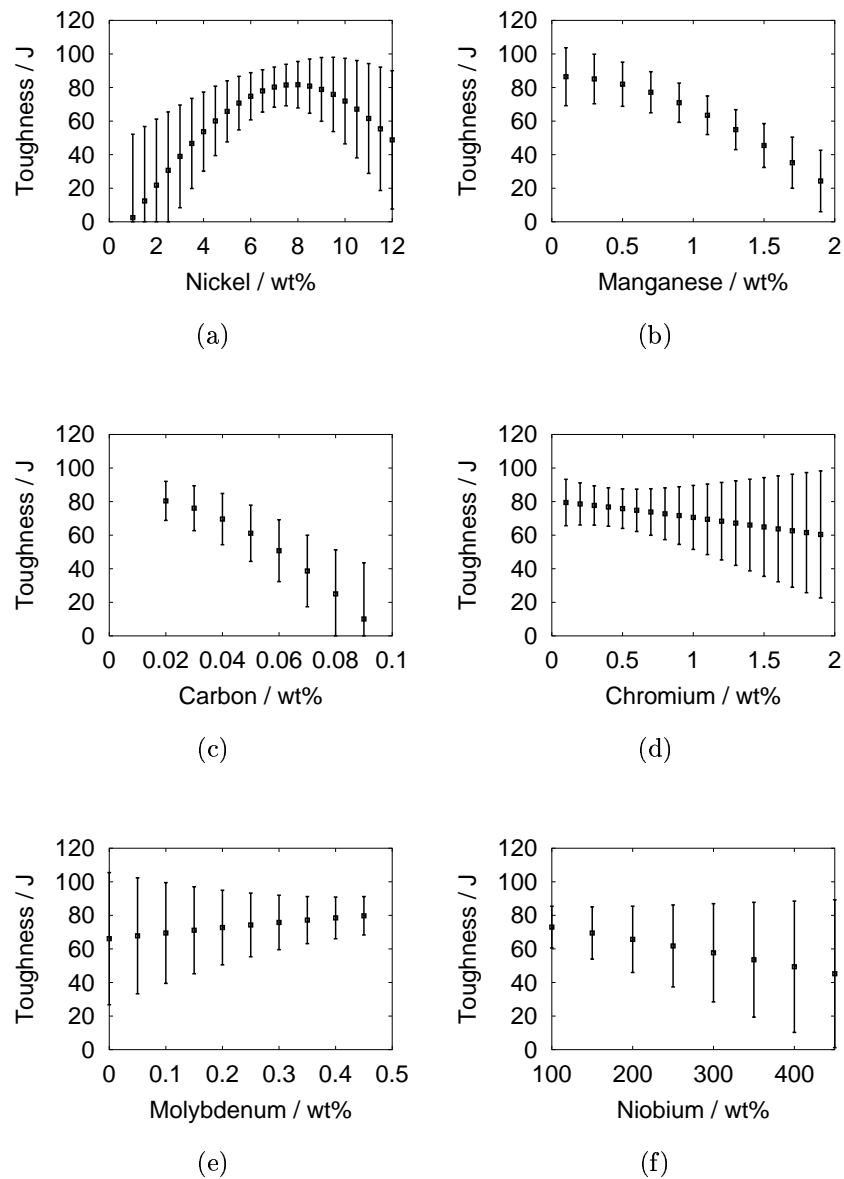 120
100
80
60
40
20
0
Toughness / J
0 2 4 6 8 10 12
Nickel / wt%
(a)
120
100
80
60
40
20
0
Toughness / J
0 0.5 1 1.5 2
Manganese / wt%
(b)
120
100
80
60
40
20
0
Toughness / J
0 0.02 0.04 0.06 0.08 0.1
Carbon / wt%
(c)
120
100
80
60
40
20
0
Toughness / J
0 0.5 1 1.5 2
Chromium / wt%
(d)
120
100
80
60
40
20
0
Toughness / J
0 0.1 0.2 0.3 0.4 0.5
Molybdenum / wt%
(e)
120
100
80
60
40
20
0
Toughness / J
100 200 300 400
Niobium / wt%
(f)